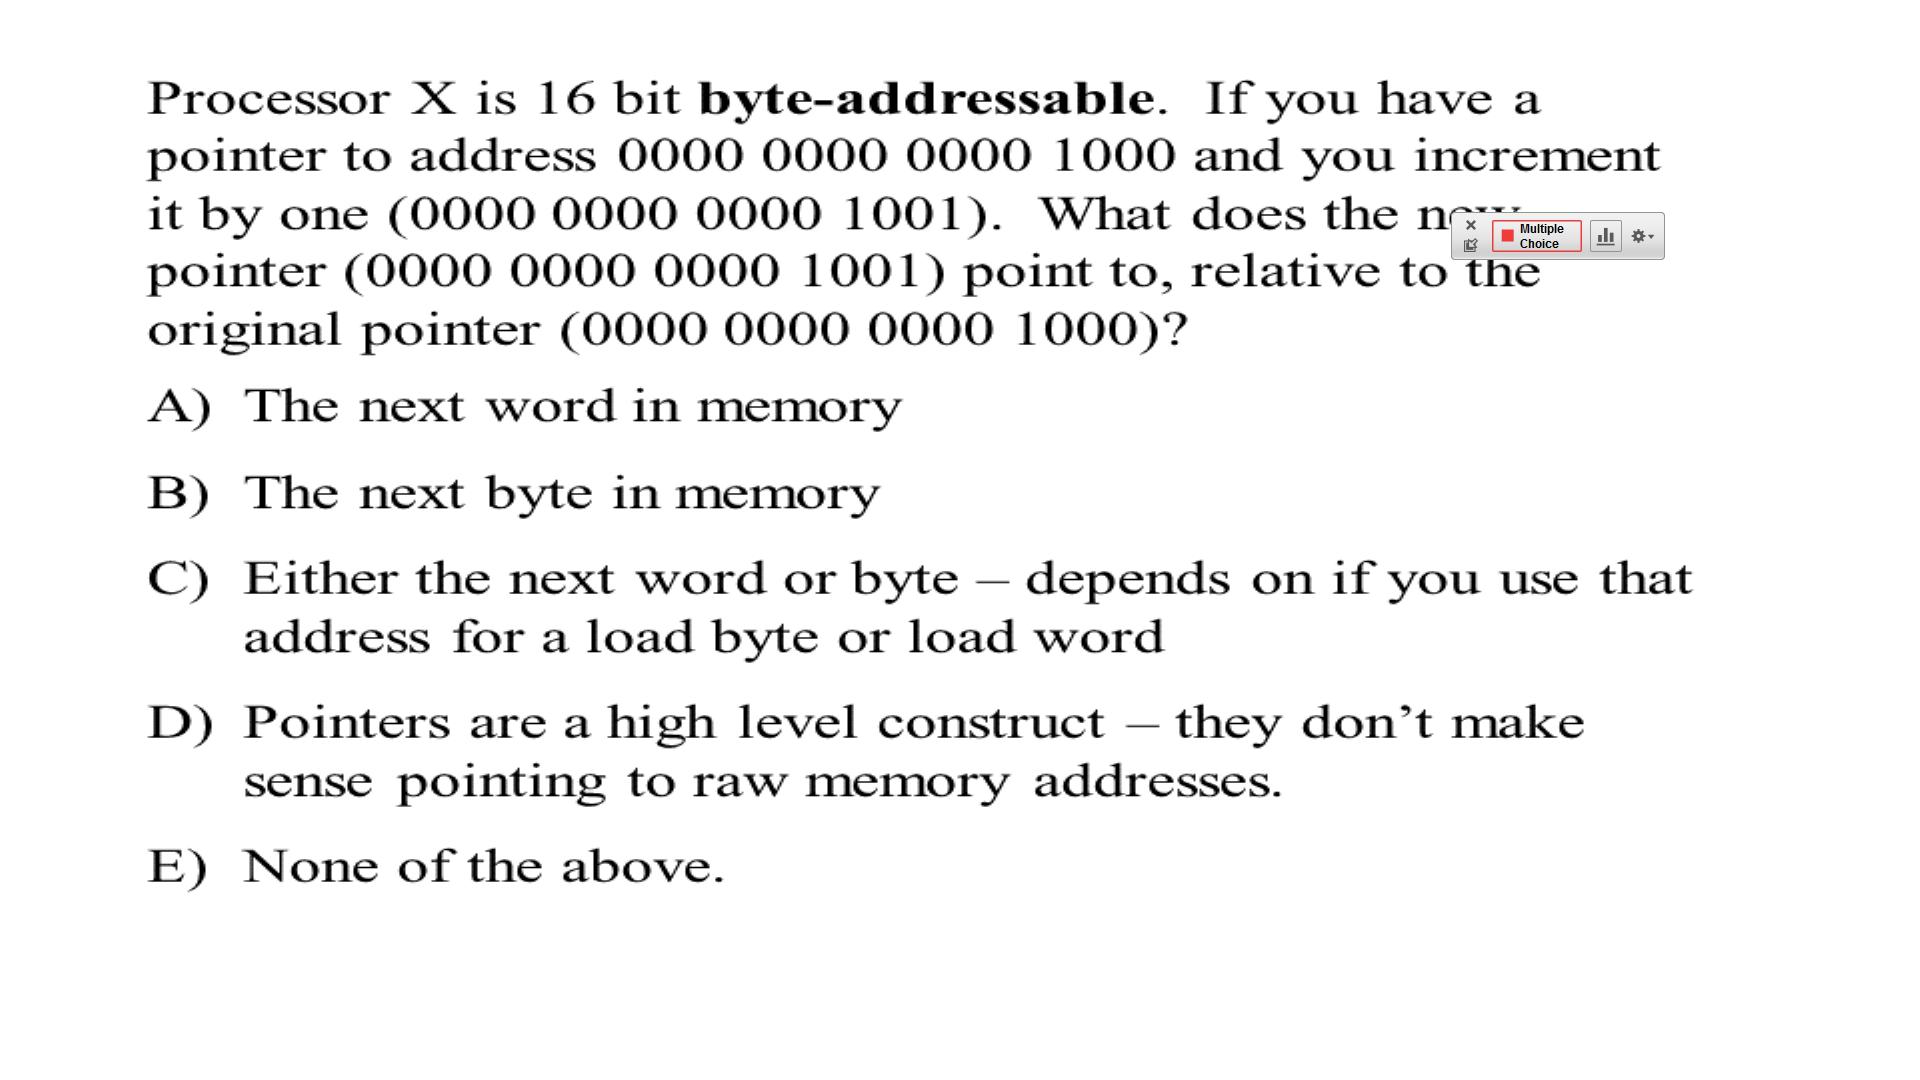 Processor X is 16 bit byte-addressable. If you have a
pointer to address 0000 0000 0000 1000 and you increment
it by one (0000 0000 0000 1001). What does the new
Multiple
Choice
pointer (0000 0000 0000 1001) point to, relative to the
original pointer (0000 0000 0000 1000)?
A) The next word in memory
B) The next byte in memory
C) Either the next word or byte – depends on if you use that
address for a load byte or load word
D) Pointers are a high level construct – they don’t make
sense pointing to raw memory addresses.
E) None of the above.